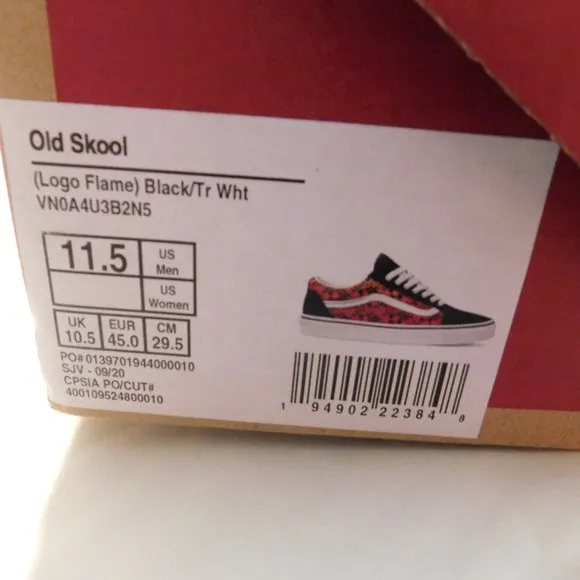 Old Skool
(Logo Flame) Black/Tr Wht
VN0A4U3B2N5
11.5 US Men
US Women
UK 10.5 EUR 45.0 CM 29.5
PO# 0139701944000010
SJV - 09/20
CPSIA PO/CUT#
400109524800010
1 94902 22384 8